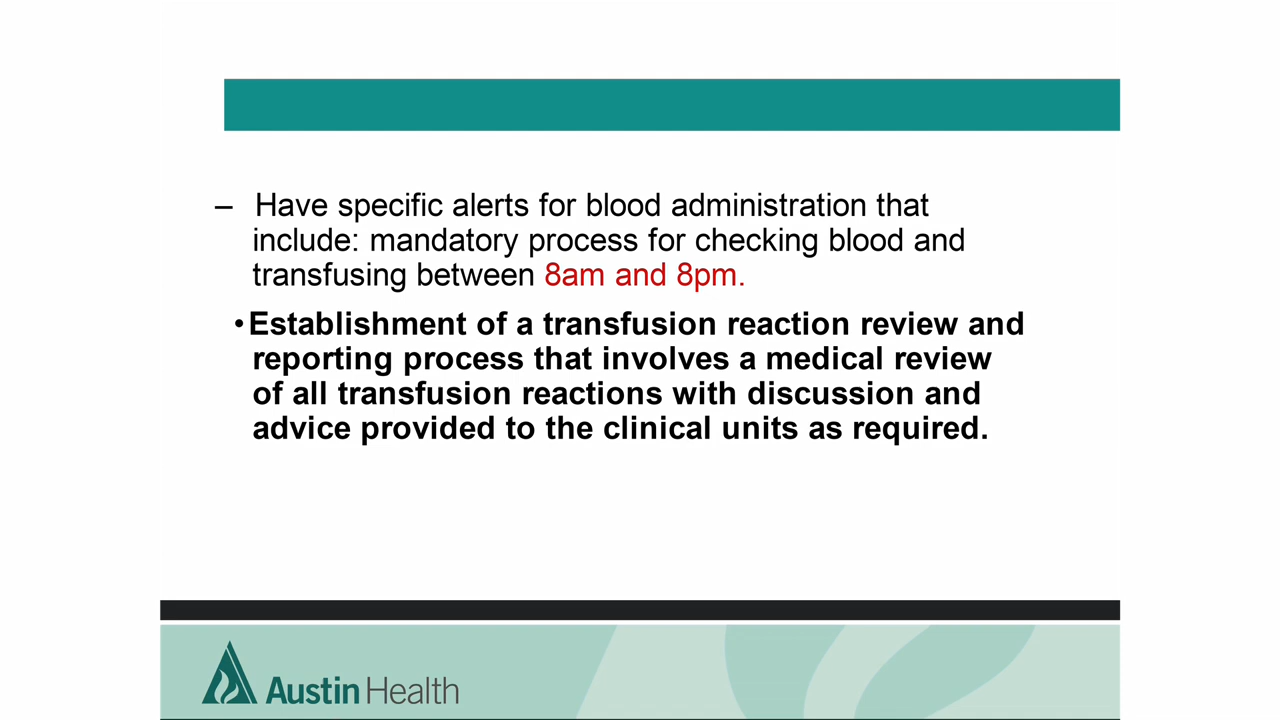 – Have specific alerts for blood administration that
include: mandatory process for checking blood and
transfusing between 8am and 8pm.
•Establishment of a transfusion reaction review and
reporting process that involves a medical review
of all transfusion reactions with discussion and
advice provided to the clinical units as required.
Austin Health